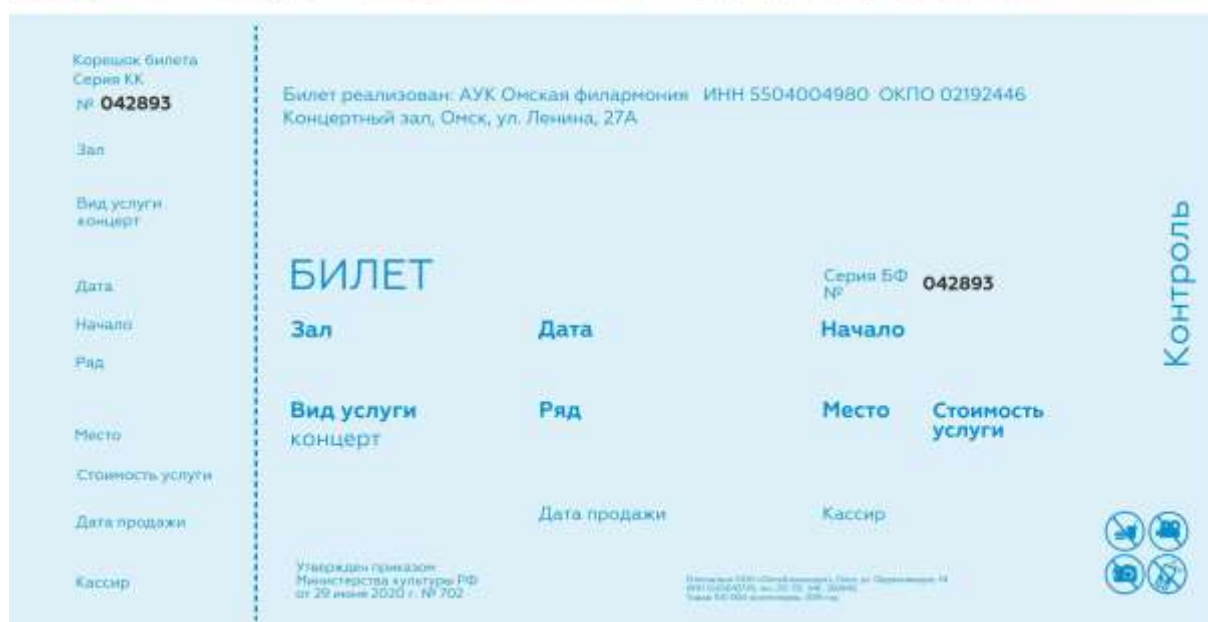 Корешок билета
Серия КК
№ 042893
Зал
Вид услуги
концерт
Дата
Начало
Ряд
Место
Стоимость услуги
Дата продажи
Кассир
Билет реализован: АУК Омская филармония ИНН 5504004980 ОКПО 02192446
Концертный зал, Омск, ул. Ленина, 27А
БИЛЕТ
Серия БФ
№ 042893
Зал Дата Начало
Вид услуги Ряд Место Стоимость
концерт услуги
Дата продажи Кассир
Утвержден приказом
Министерства культуры РФ
от 29 июня 2020 г. № 702
Контроль